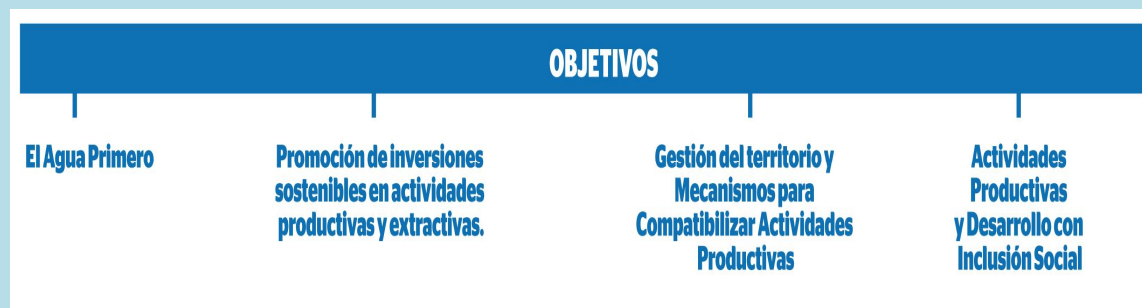 OBJETIVOS
El Agua Primero
Promoción de inversiones
sostenibles en actividades
productivas y extractivas.
Gestión del territorio y
Mecanismos para
Compatibilizar Actividades
Productivas
Actividades
Productivas
y Desarrollo con
Inclusión Social